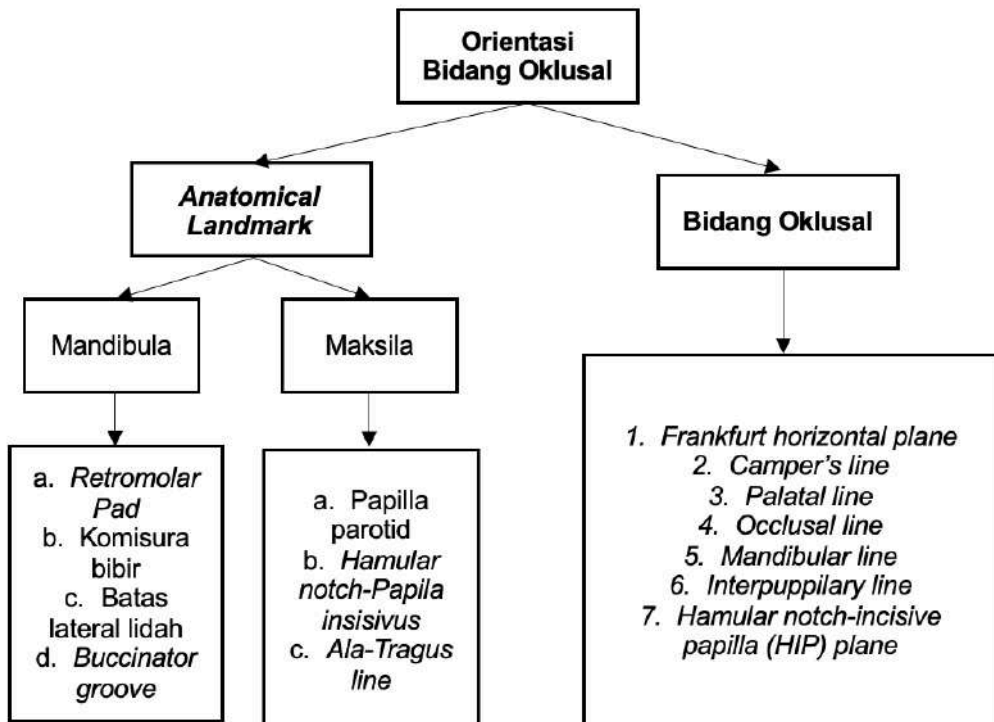 Orientasi
Bidang Oklusal
Anatomical
Landmark
Bidang Oklusal
Mandibula
Maksila
a. Retromolar
Pad
b. Komisura
bibir
c. Batas
lateral lidah
d. Buccinator
groove
a. Papilla
parotid
b. Hamular
notch-Papila
insisivus
c. Ala-Tragus
line
1. Frankfurt horizontal plane
2. Camper's line
3. Palatal line
4. Occlusal line
5. Mandibular line
6. Interpuppilary line
7. Hamular notch-incisive
papilla (HIP) plane